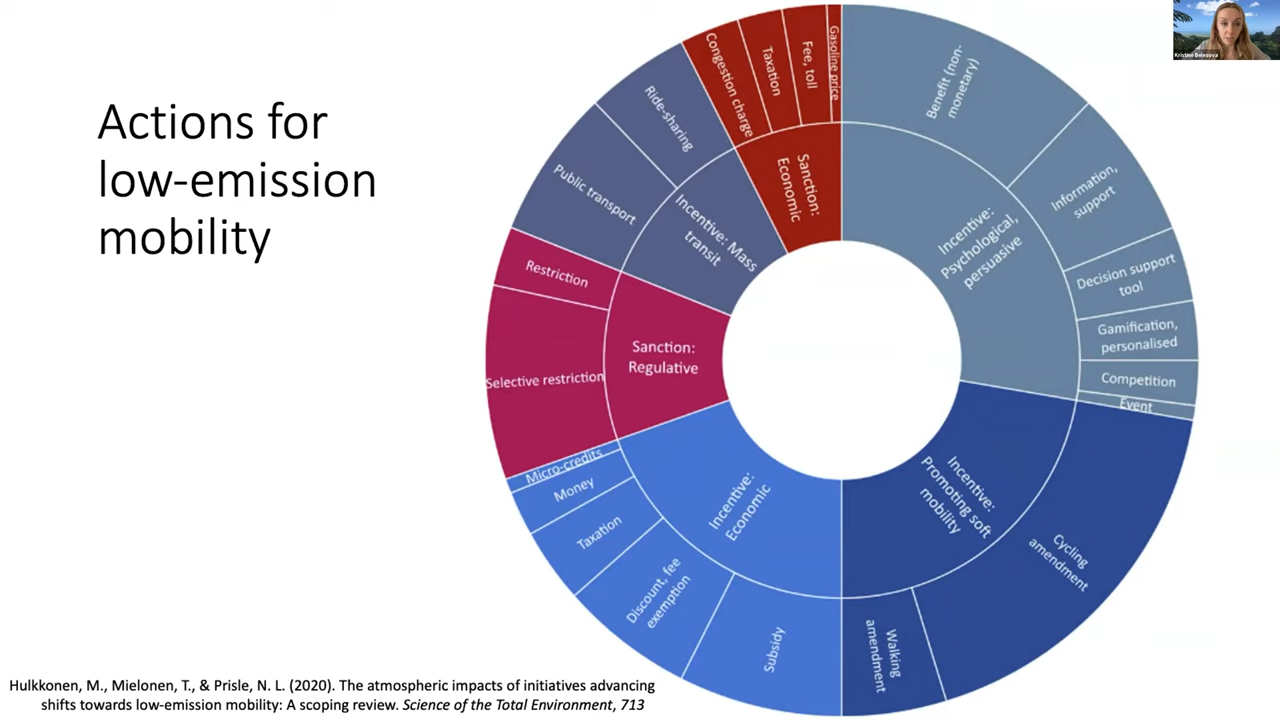 Actions for
low-emission
mobility
Kristine Belesova
Benefit (non-
monetary)
Information,
support
Decision support
tool
Gamification,
personalised
Competition
Event
Incentive:
Psychological,
persuasive
Cycling
amendment
Walking
amendment
Incentive:
Promoting soft
mobility
Subsidy
Discount, fee
exemption
Taxation
Money
Micro-credits
Incentive:
Economic
Selective restriction
Restriction
Sanction:
Regulative
Public transport
Ride-sharing
Incentive: Mass
transit
Congestion charge
Taxation
Fee, toll
Gasoline price
Sanction:
Economic
Hulkkonen, M., Mielonen, T., & Prisle, N. L. (2020). The atmospheric impacts of initiatives advancing
shifts towards low-emission mobility: A scoping review. Science of the Total Environment, 713